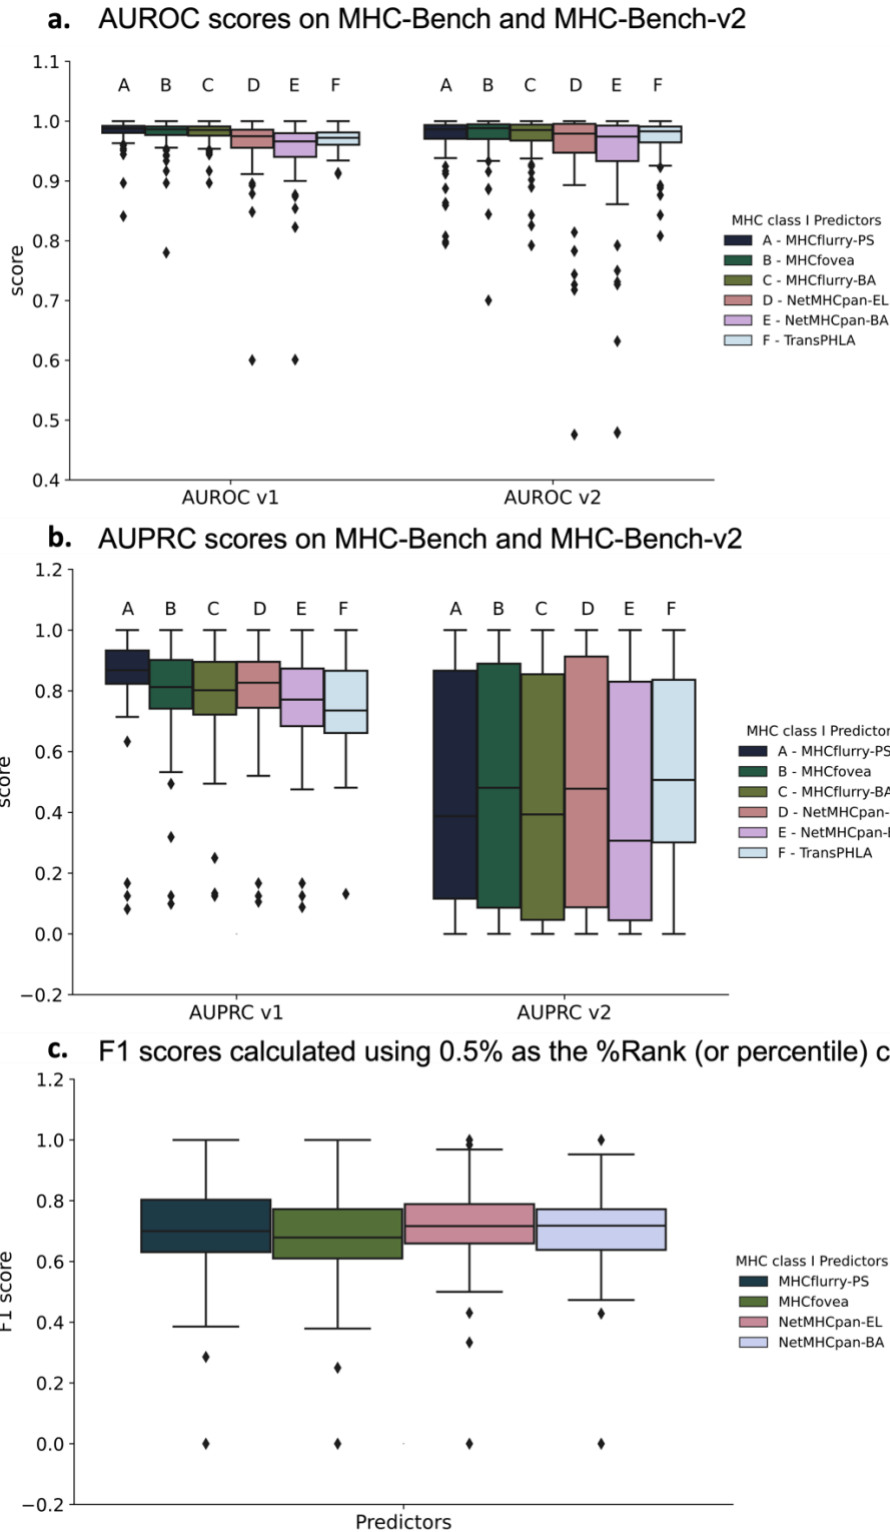 a. AUROC scores on MHC-Bench and MHC-Bench-v2
1.1
A B C D E F A B C D E F
1.0
0.9
0.8
0.7
0.6
0.5
0.4
score
MHC class I Predictors
A - MHCflurry-PS
B - MHCfovea
C - MHCflurry-BA
D - NetMHCpan-EL
E - NetMHCpan-BA
F - TransPHLA
AUROC v1 AUROC v2
b. AUPRC scores on MHC-Bench and MHC-Bench-v2
1.2
A B C D E F A B C D E F
1.0
0.8
0.6
0.4
0.2
0.0
−0.2
score
MHC class I Predictor
A - MHCflurry-PS
B - MHCfovea
C - MHCflurry-BA
D - NetMHCpan-
E - NetMHCpan-
F - TransPHLA
AUPRC v1 AUPRC v2
c. F1 scores calculated using 0.5% as the %Rank (or percentile) c
1.2
1.0
0.8
0.6
0.4
0.2
0.0
−0.2
F1 score
MHC class I Predictors
MHCflurry-PS
MHCfovea
NetMHCpan-EL
NetMHCpan-BA
Predictors